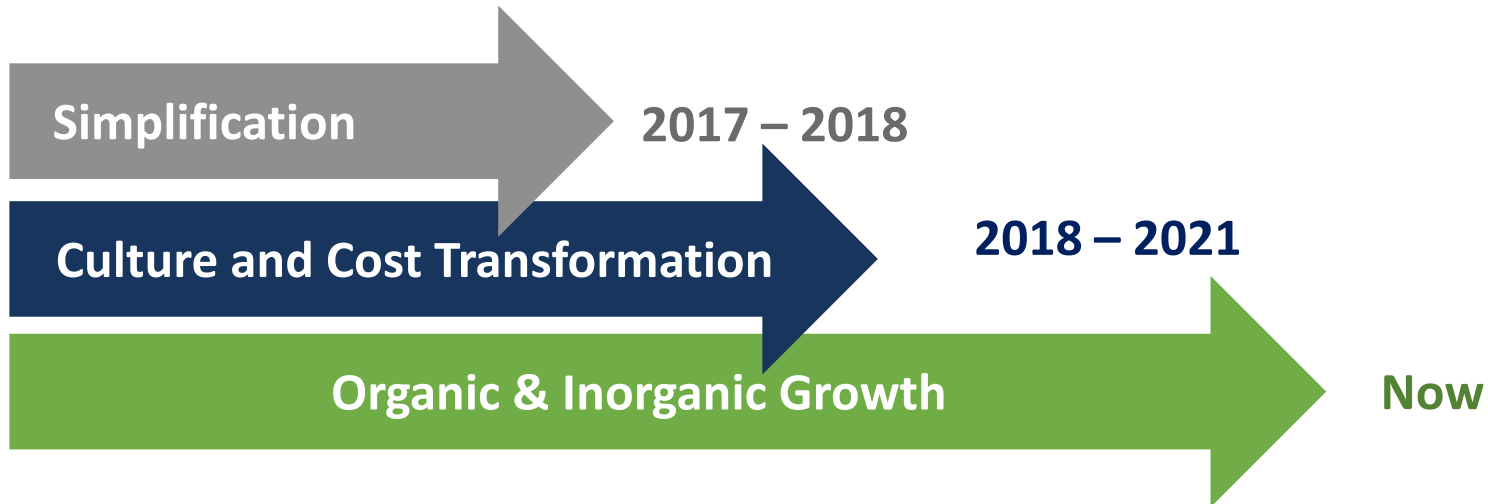 Simplification
2017 – 2018
Culture and Cost Transformation
2018 – 2021
Organic & Inorganic Growth
Now